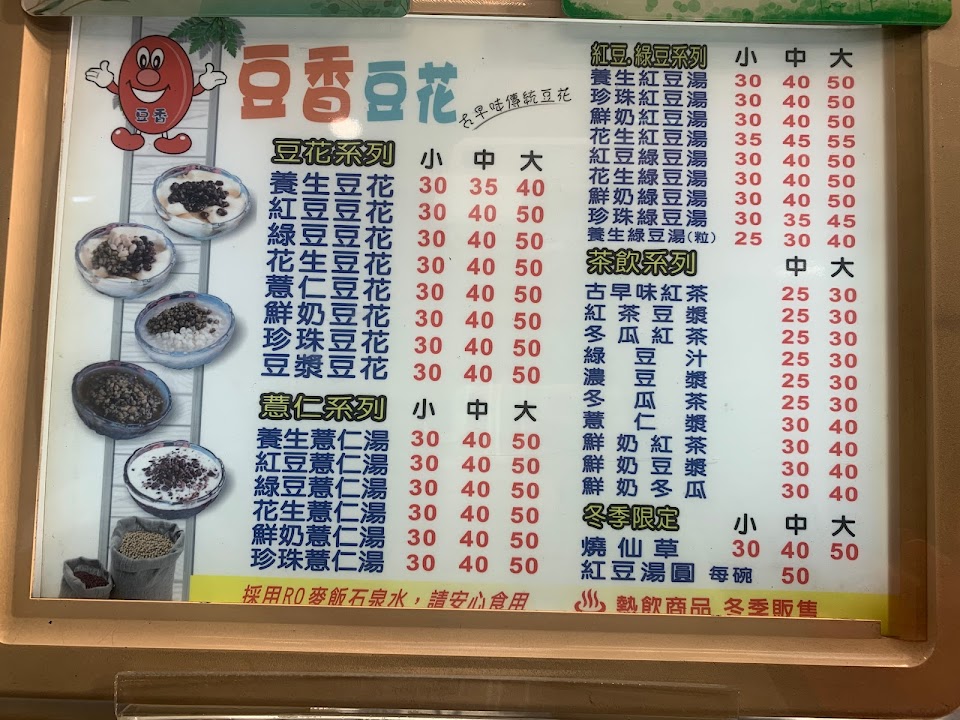 豆香
豆香豆花
古早味傳統豆花
豆花系列 小 中 大
養生豆花 30 35 40
紅豆豆花 30 40 50
綠豆豆花 30 40 50
花生豆花 30 40 50
薏仁豆花 30 40 50
鮮奶豆花 30 40 50
珍珠豆花 30 40 50
豆漿豆花 30 40 50
薏仁系列 小 中 大
養生薏仁湯 30 40 50
紅豆薏仁湯 30 40 50
綠豆薏仁湯 30 40 50
花生薏仁湯 30 40 50
鮮奶薏仁湯 30 40 50
珍珠薏仁湯 30 40 50
紅豆,綠豆系列 小 中 大
養生紅豆湯 30 40 50
珍珠紅豆湯 30 40 50
鮮奶紅豆湯 30 40 50
花生紅豆湯 35 45 55
紅豆綠豆湯 30 40 50
花生綠豆湯 30 40 50
鮮奶綠豆湯 30 40 50
珍珠綠豆湯 30 35 45
養生綠豆湯(粒) 25 30 40
茶飲系列 中 大
古早味紅茶 25 30
紅茶豆漿 25 30
冬瓜紅茶 25 30
綠豆汁 25 30
濃豆漿 25 30
冬瓜茶 25 30
薏仁漿 30 40
鮮奶紅茶 30 40
鮮奶豆漿 30 40
鮮奶冬瓜 30 40
冬季限定 小 中 大
燒仙草 30 40 50
紅豆湯圓 每碗 50
採用RO麥飯石泉水,請安心食用
熱飲商品,冬季販售